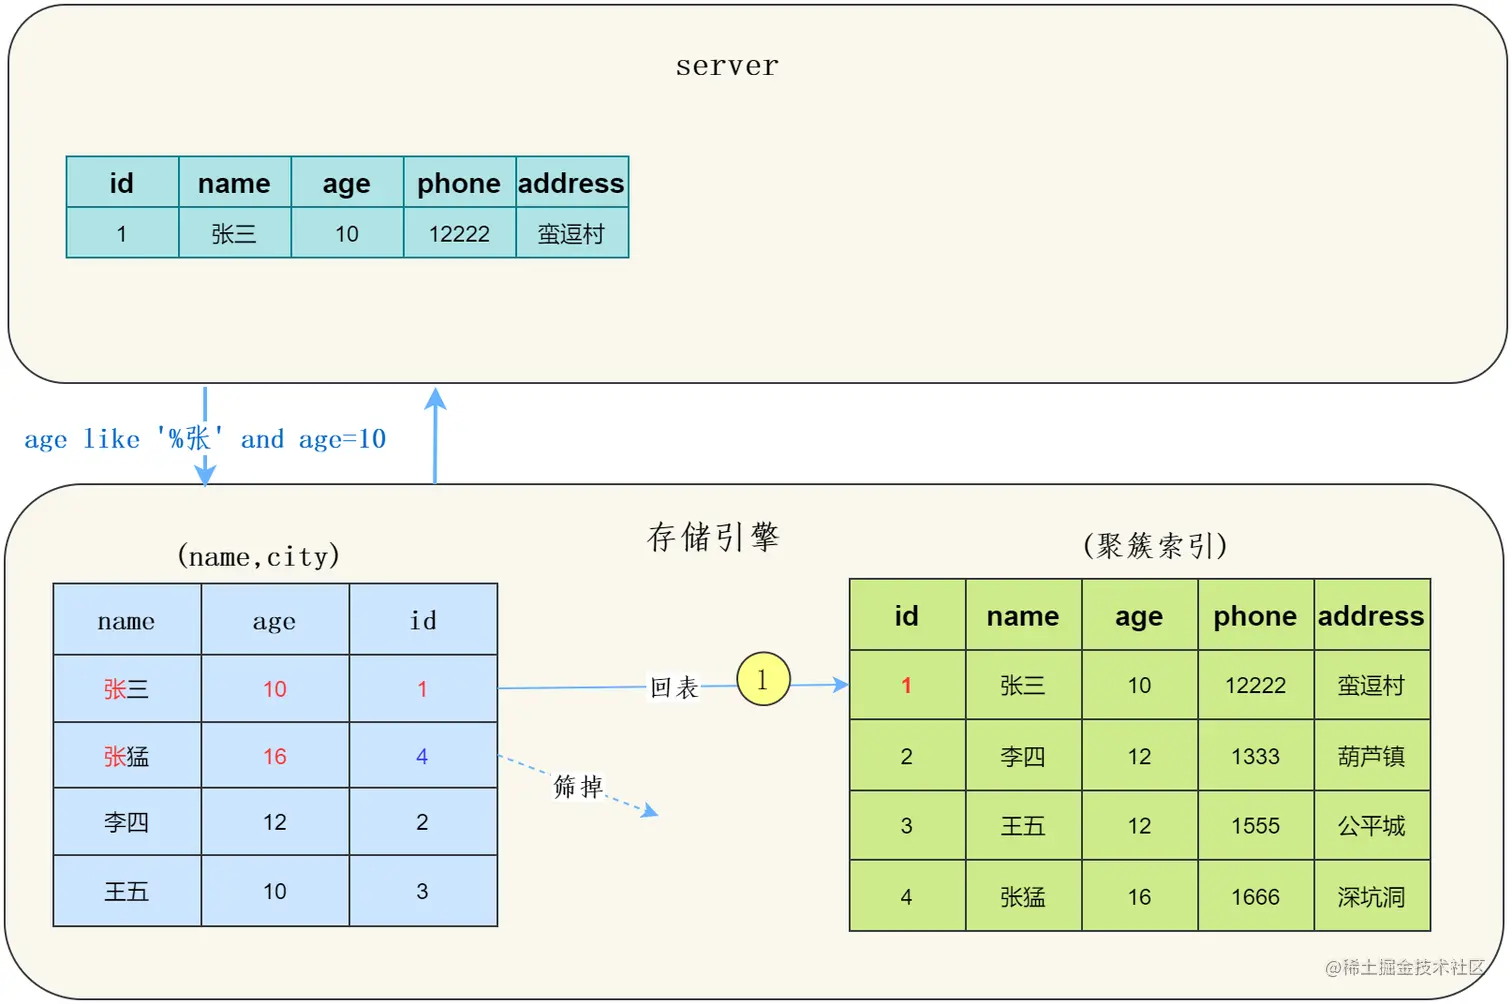 server
id name age phone address
1 张三 10 12222 蛮逗村
age like '%张' and age=10
存储引擎
(name,city)
(聚簇索引)
name age id
张三 10 1
张猛 16 4
李四 12 2
王五 10 3
回表
1
筛掉
id name age phone address
1 张三 10 12222 蛮逗村
2 李四 12 1333 葫芦镇
3 王五 12 1555 公平城
4 张猛 16 1666 深坑洞
@稀土掘金技术社区